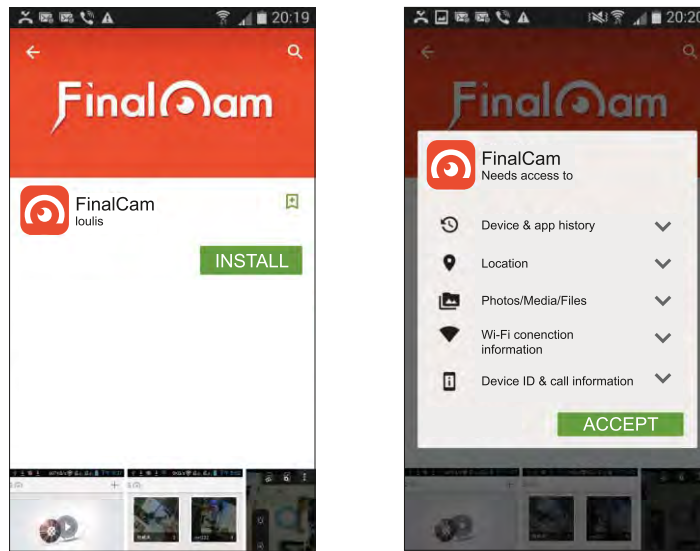 20:19
FinalCam
FinalCam
loulis
INSTALL
20:20
FinalCam
FinalCam
Needs access to
Device & app history
Location
Photos/Media/Files
Wi-Fi conenction
information
Device ID & call information
ACCEPT